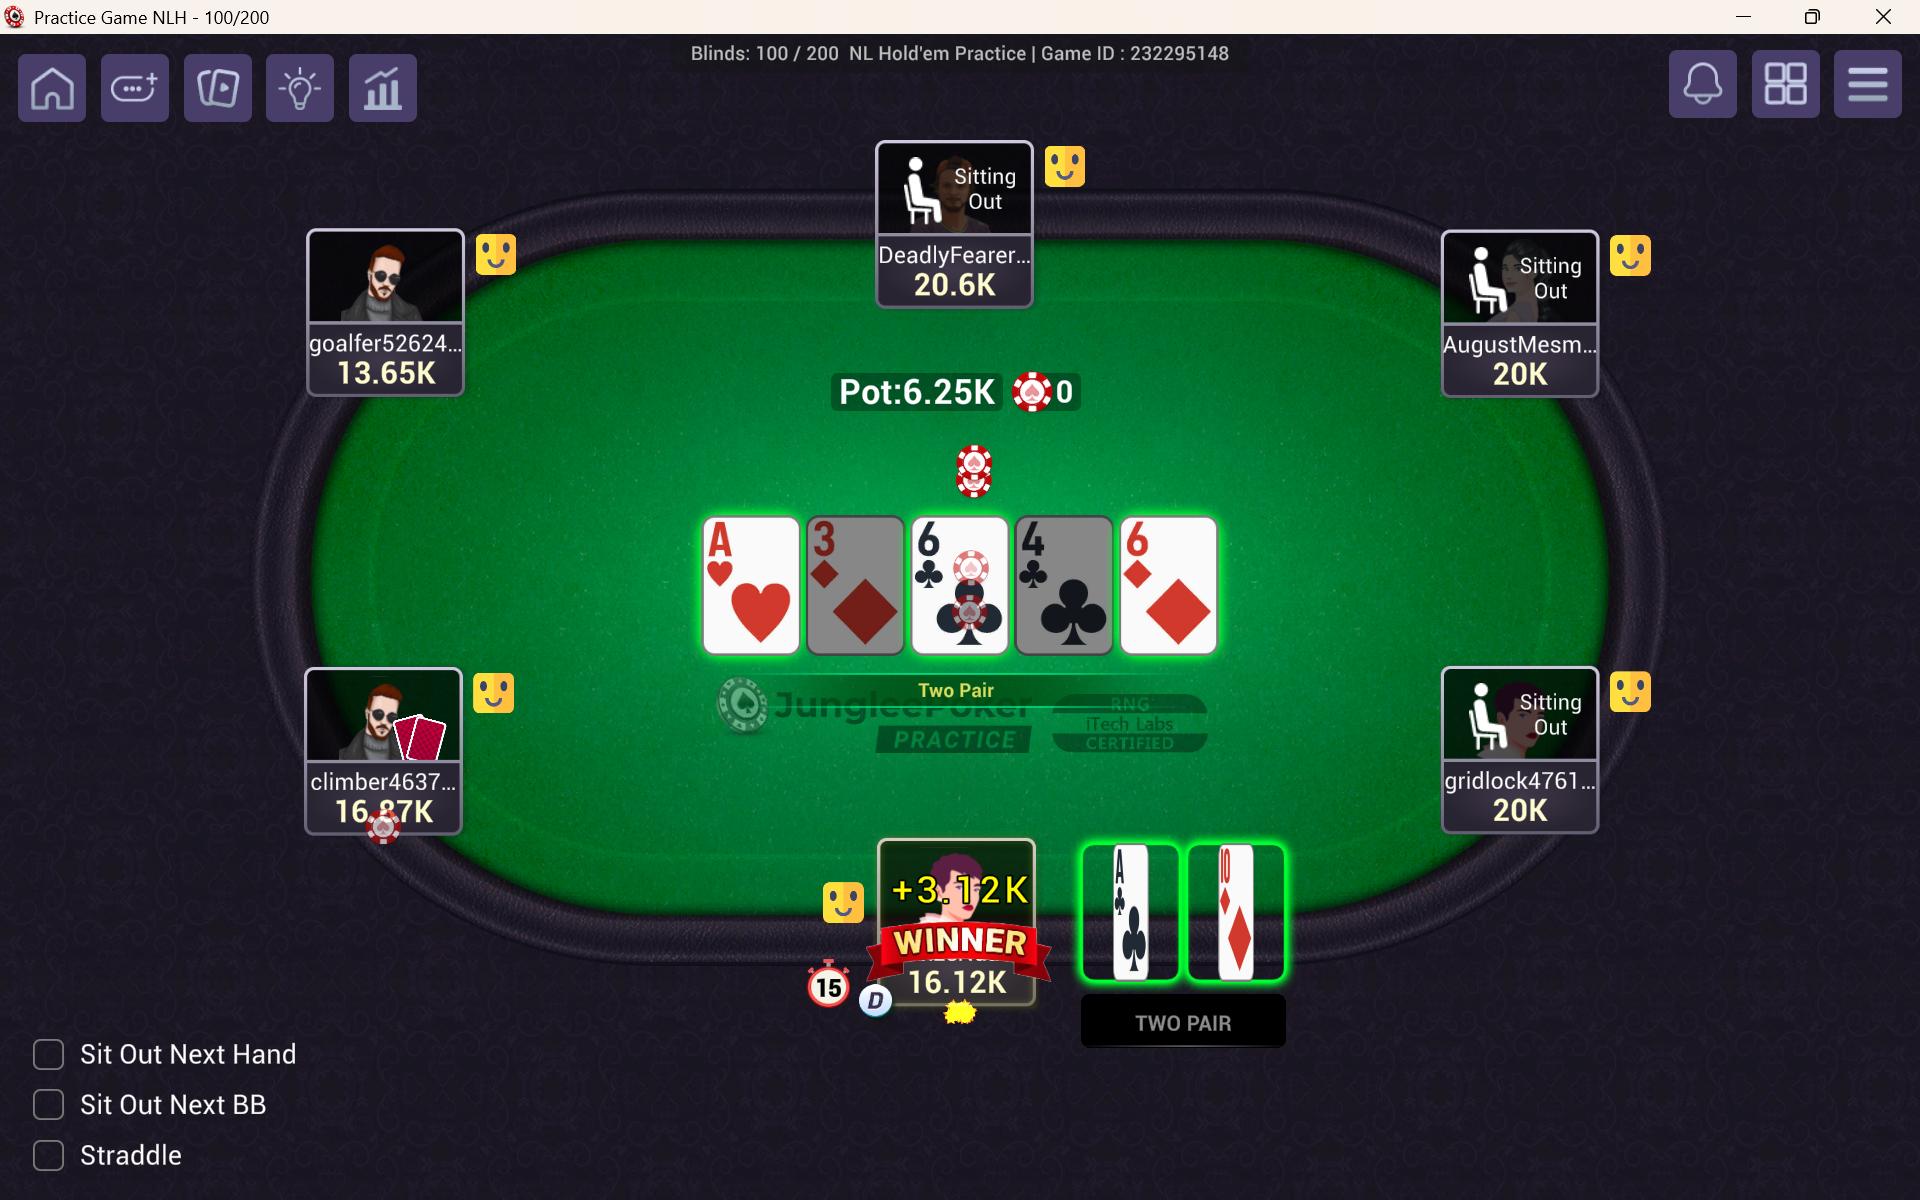 Practice Game NLH - 100/200
Blinds: 100 / 200 NL Hold'em Practice | Game ID : 232295148
Sitting
Out
DeadlyFearer...
20.6K
goalfer52624...
13.65K
Sitting
Out
AugustMesm...
20K
Pot:6.25K 0
A 3 6 4 6
Two Pair
JungleePoker
PRACTICE
RNG
iTech Labs
CERTIFIED
climber4637...
16.87K
Sitting
Out
gridlock4761...
20K
+3.12K
WINNER
16.12K
15
D
A 10
TWO PAIR
Sit Out Next Hand
Sit Out Next BB
Straddle